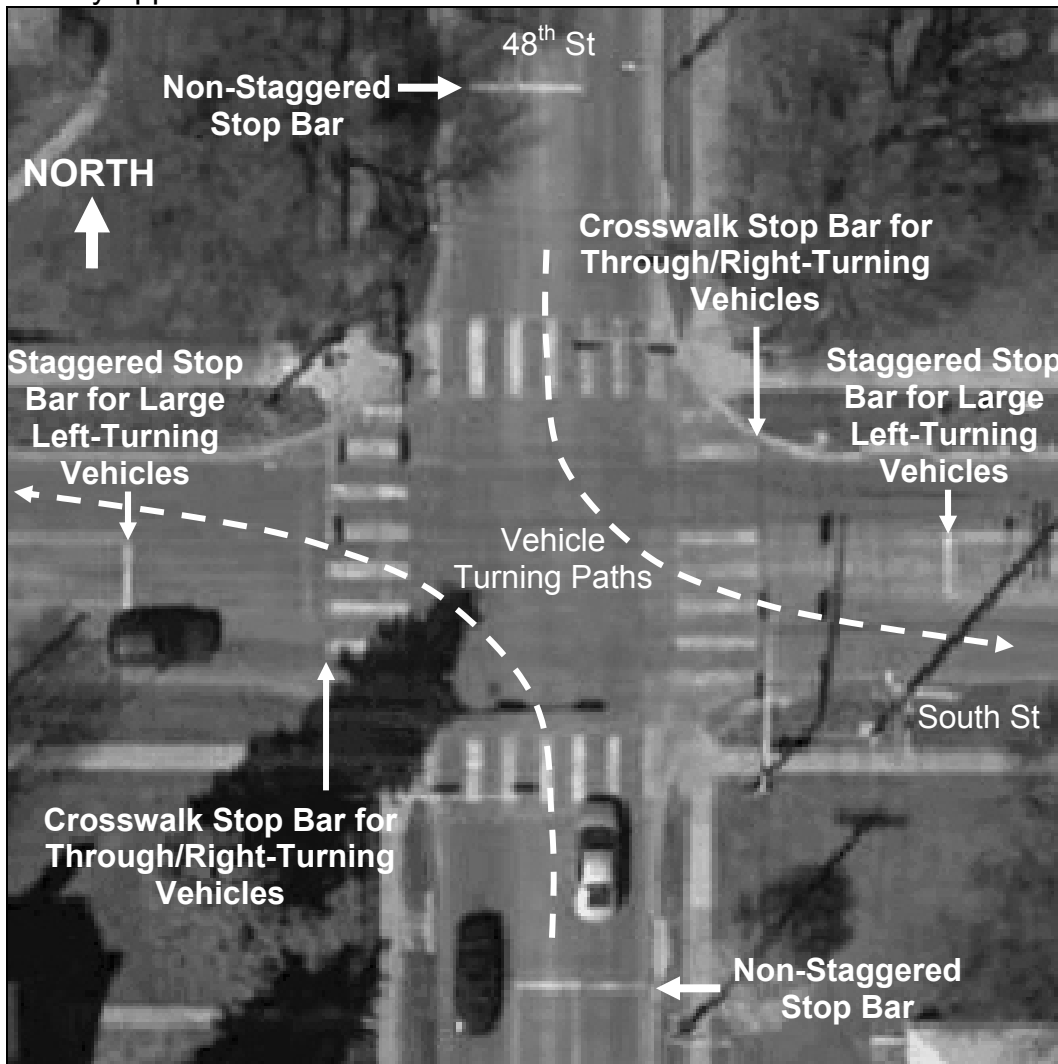 48th St
Non-Staggered
Stop Bar
NORTH
Crosswalk Stop Bar for
Through/Right-Turning
Vehicles
Staggered Stop
Bar for Large
Left-Turning
Vehicles
Staggered Stop
Bar for Large
Left-Turning
Vehicles
Vehicle
Turning Paths
South St
Crosswalk Stop Bar for
Through/Right-Turning
Vehicles
Non-Staggered
Stop Bar